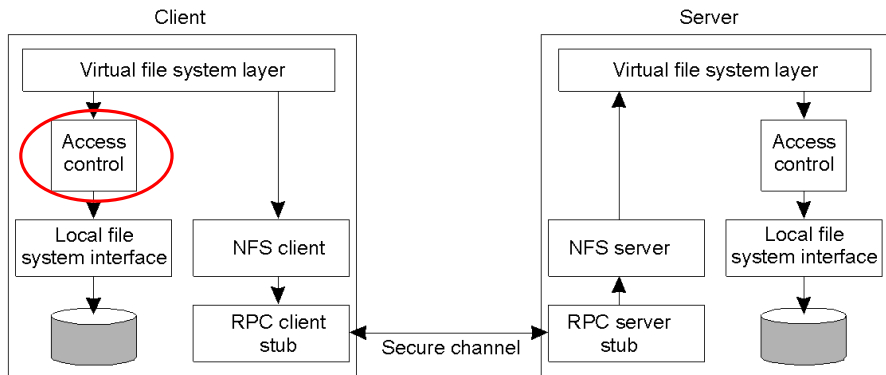 Client
Server
Virtual file system layer
Virtual file system layer
Access
control
Access
control
Local file
system interface
NFS client
NFS server
Local file
system interface
RPC client
stub
Secure channel
RPC server
stub